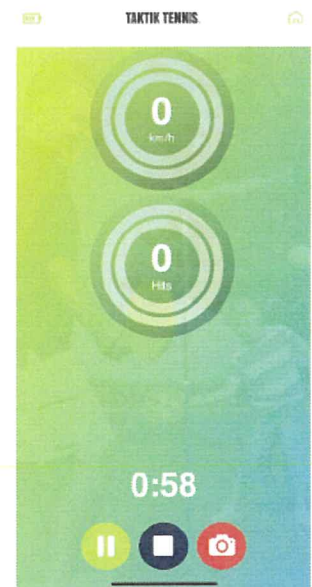 TAKTIK TENNIS
0
km/h
0
Hits
0:58